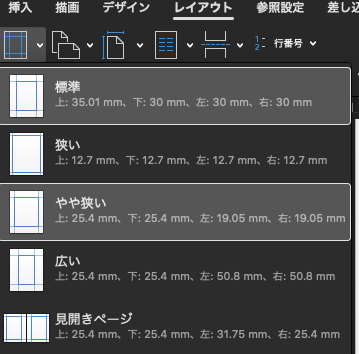 挿入 描画 デザイン レイアウト 参照設定 差し込
1 2 行番号
標準
上: 35.01 mm、下: 30 mm、左: 30 mm、右: 30 mm
狭い
上: 12.7 mm、下: 12.7 mm、左: 12.7 mm、右: 12.7 mm
やや狭い
上: 25.4 mm、下: 25.4 mm、左: 19.05 mm、右: 19.05 mm
広い
上: 25.4 mm、下: 25.4 mm、左: 50.8 mm、右: 50.8 mm
見開きページ
上: 25.4 mm、下: 25.4 mm、左: 31.75 mm、右: 25.4 mm